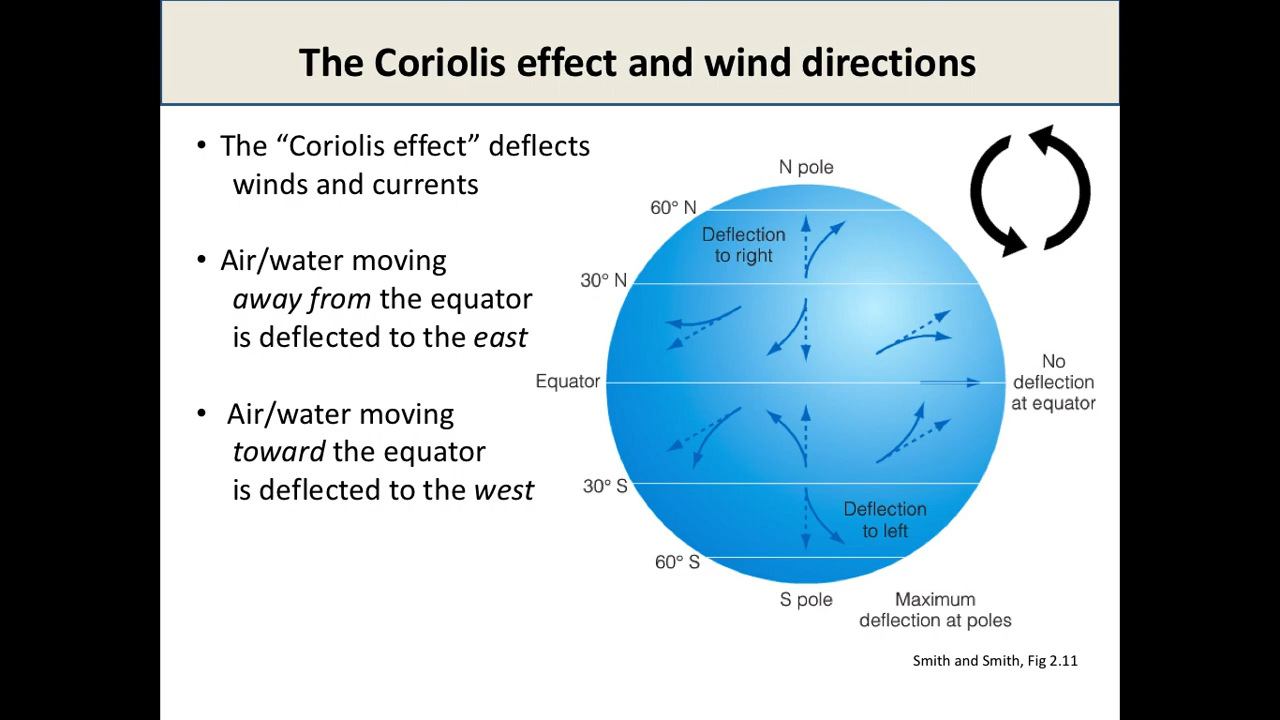 The Coriolis effect and wind directions
• The “Coriolis effect” deflects
winds and currents
• Air/water moving
away from the equator
is deflected to the east
• Air/water moving
toward the equator
is deflected to the west
N pole
60° N
Deflection
to right
30° N
Equator
No
deflection
at equator
30° S
Deflection
to left
60° S
S pole
Maximum
deflection at poles
Smith and Smith, Fig 2.11